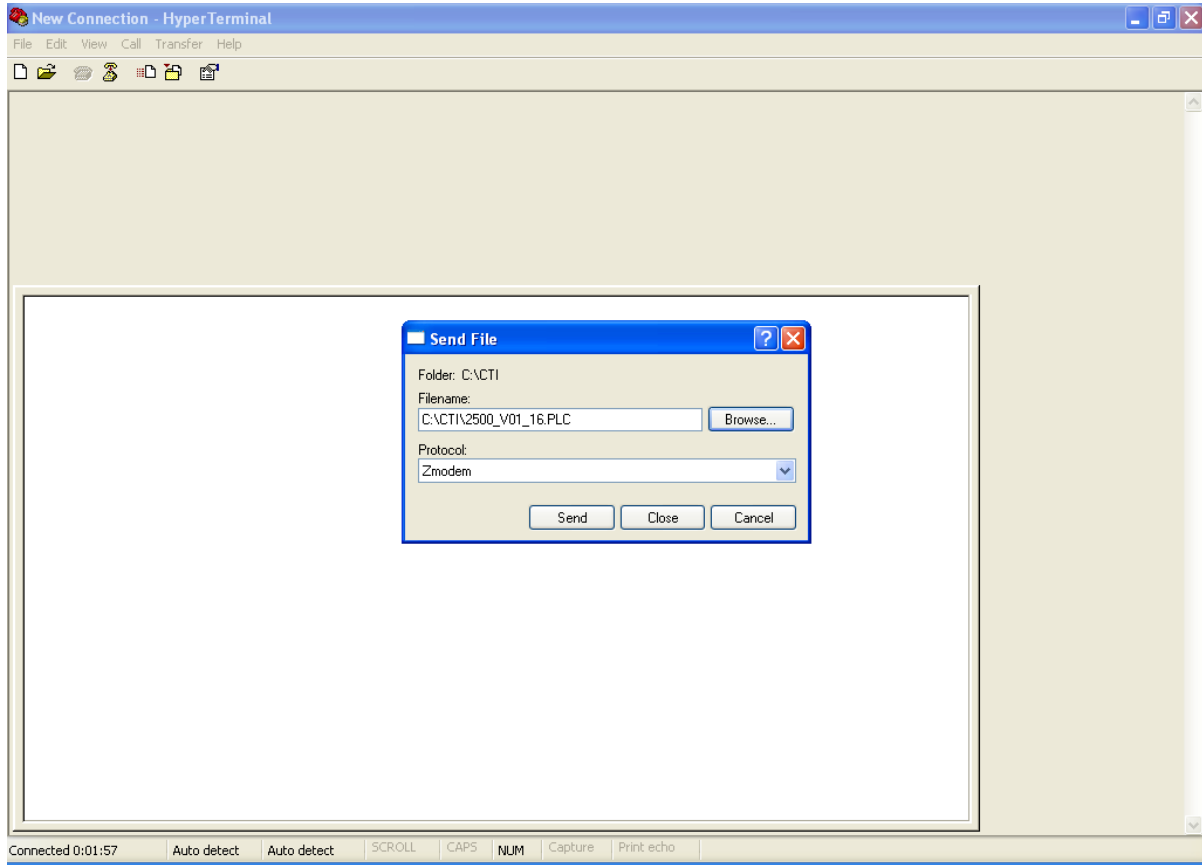 New Connection - HyperTerminal
File Edit View Call Transfer Help
Send File
Folder: C:\CTI
Filename:
C:\CTI\2500_V01_16.PLC Browse...
Protocol:
Zmodem
Send Close Cancel
Connected 0:01:57 Auto detect Auto detect SCROLL CAPS NUM Capture Print echo